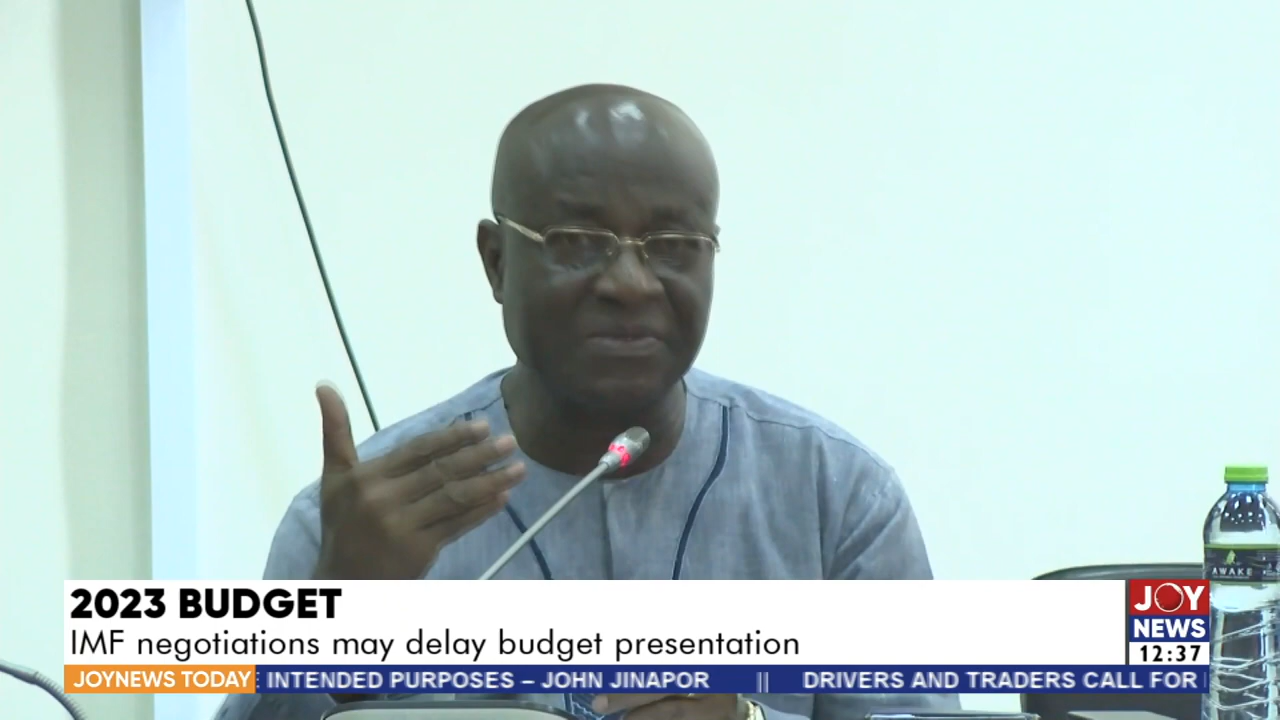 2023 BUDGET
IMF negotiations may delay budget presentation
JOY
NEWS
12:37
JOYNEWS TODAY
INTENDED PURPOSES – JOHN JINAPOR || DRIVERS AND TRADERS CALL FOR
AWAKE